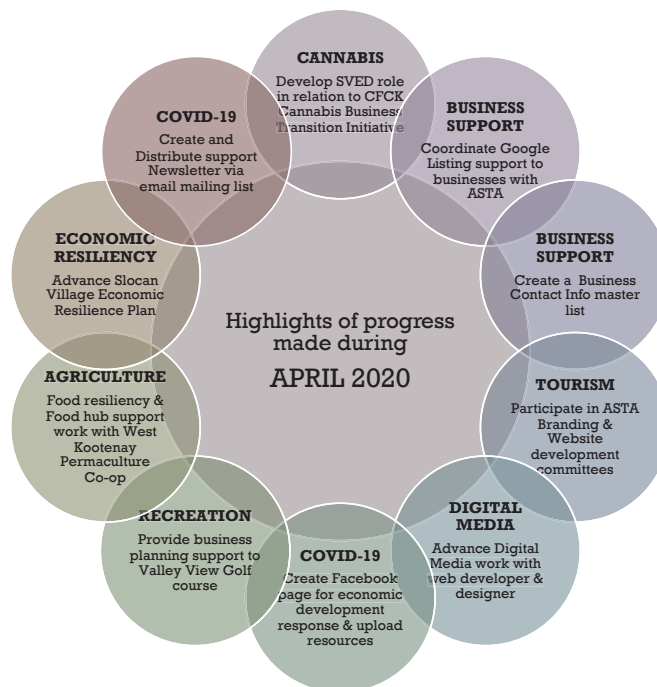 CANNABIS
Develop SVED role
in relation to CFCK
Cannabis Business
Transition Initiative
BUSINESS
SUPPORT
Coordinate Google
Listing support to
businesses with
ASTA
BUSINESS
SUPPORT
Create a Business
Contact Info master
list
TOURISM
Participate in ASTA
Branding &
Website
development
committees
DIGITAL
MEDIA
Advance Digital
Media work with
web developer &
designer
COVID-19
Create Facebook
page for economic
development
response & upload
resources
RECREATION
Provide business
planning support to
Valley View Golf
course
AGRICULTURE
Food resiliency &
Food hub support
work with West
Kootenay
Permaculture
Co-op
ECONOMIC
RESILIENCY
Advance Slocan
Village Economic
Resilience Plan
COVID-19
Create and
Distribute support
Newsletter via
email mailing list
Highlights of progress
made during
APRIL 2020